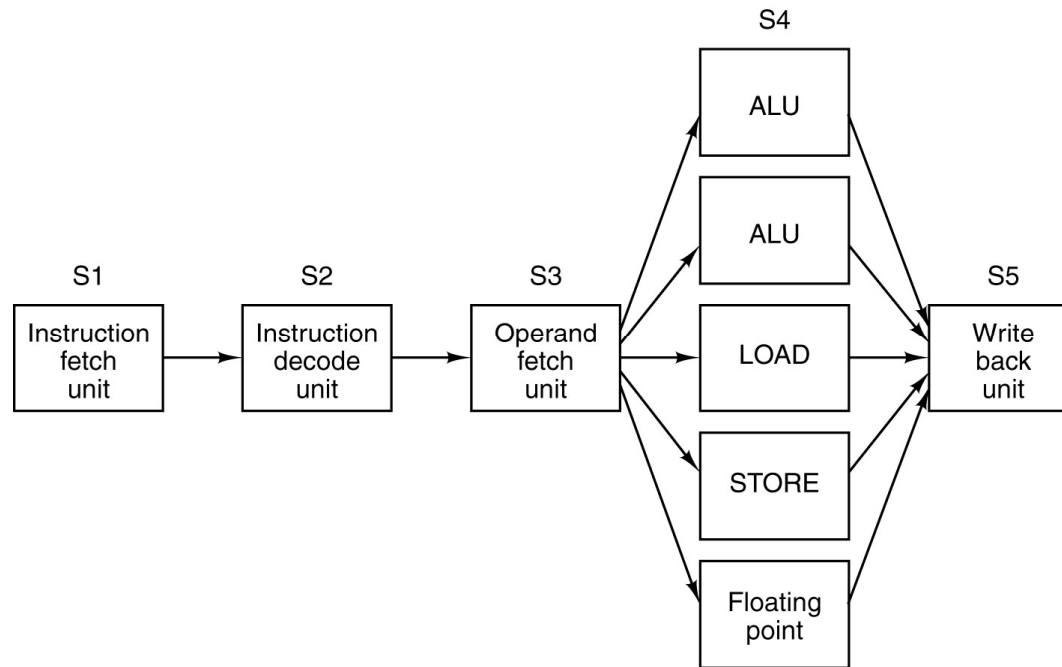 S4
ALU
ALU
S1
S2
S3
S5
Instruction
fetch
unit
Instruction
decode
unit
Operand
fetch
unit
LOAD
Write
back
unit
STORE
Floating
point